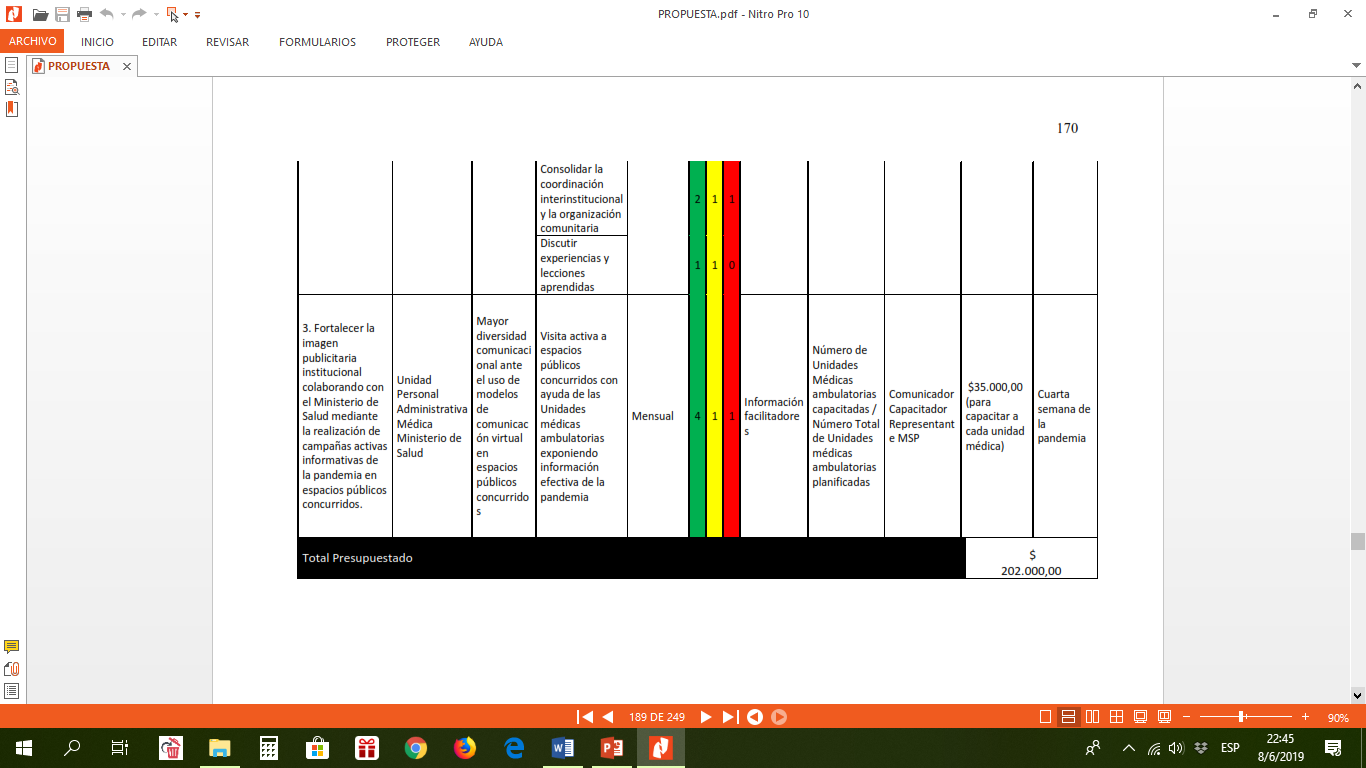 PROPUESTA.pdf - Nitro Pro 10
ARCHIVO INICIO EDITAR REVISAR FORMULARIOS PROTEGER AYUDA
PROPUESTA
170
Consolidar la
coordinación
interinstitucional
y la organización
comunitaria
2 1 1
Discutir
experiencias y
lecciones
aprendidas
1 1 0
3. Fortalecer la
imagen
publicitaria
institucional
colaborando con
el Ministerio de
Salud mediante
la realización de
campañas activas
informativas de
la pandemia en
espacios públicos
concurridos.
Unidad
Personal
Administrativa
Médica
Ministerio de
Salud
Mayor
diversidad
comunicaci
onal ante
el uso de
modelos
de
comunicac
ión virtual
en
espacios
públicos
concurrido
s
Visita activa a
espacios
públicos
concurridos con
ayuda de las
Unidades
médicas
ambulatorias
exponiendo
información
efectiva de la
pandemia
Mensual
4 1 1
Información
facilitadore
s
Número de
Unidades
Médicas
ambulatorias
capacitadas /
Número Total
de Unidades
médicas
ambulatorias
planificadas
Comunicador
Capacitador
Representant
e MSP
$35.000,00
(para
capacitar a
cada unidad
médica)
Cuarta
semana de
la
pandemia
Total Presupuestado
$
202.000,00
189 DE 249
90%
ESP
22:45
8/6/2019